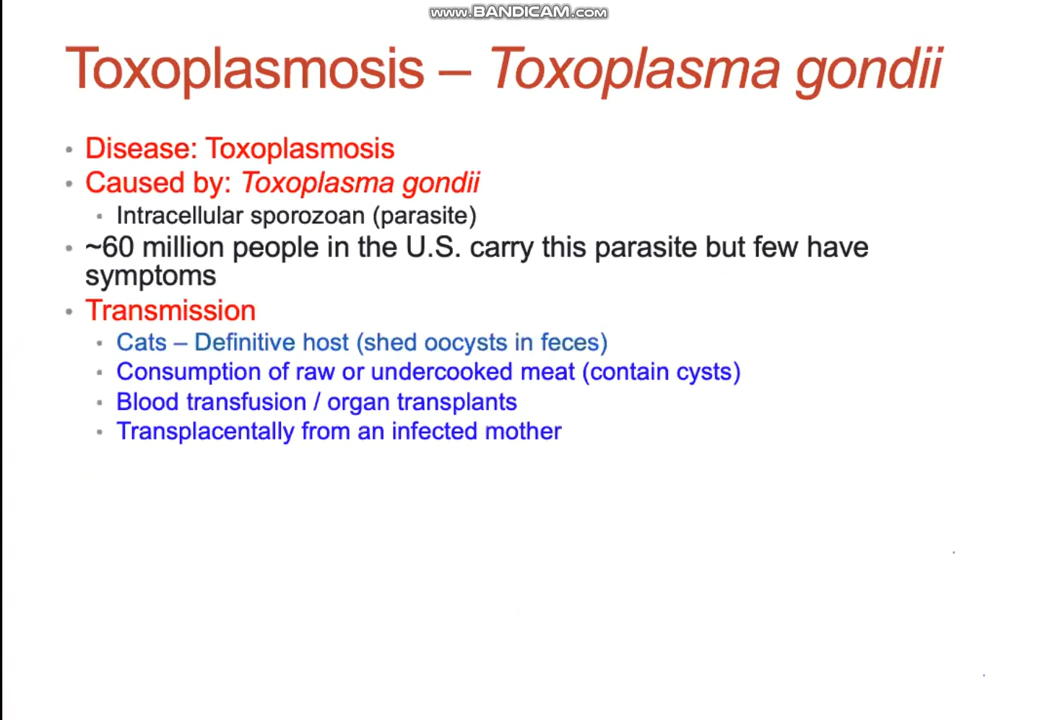 www.BANDICAM.com
Toxoplasmosis – Toxoplasma gondii
• Disease: Toxoplasmosis
• Caused by: Toxoplasma gondii
• Intracellular sporozoan (parasite)
• ~60 million people in the U.S. carry this parasite but few have
symptoms
• Transmission
• Cats – Definitive host (shed oocysts in feces)
• Consumption of raw or undercooked meat (contain cysts)
• Blood transfusion / organ transplants
• Transplacentally from an infected mother